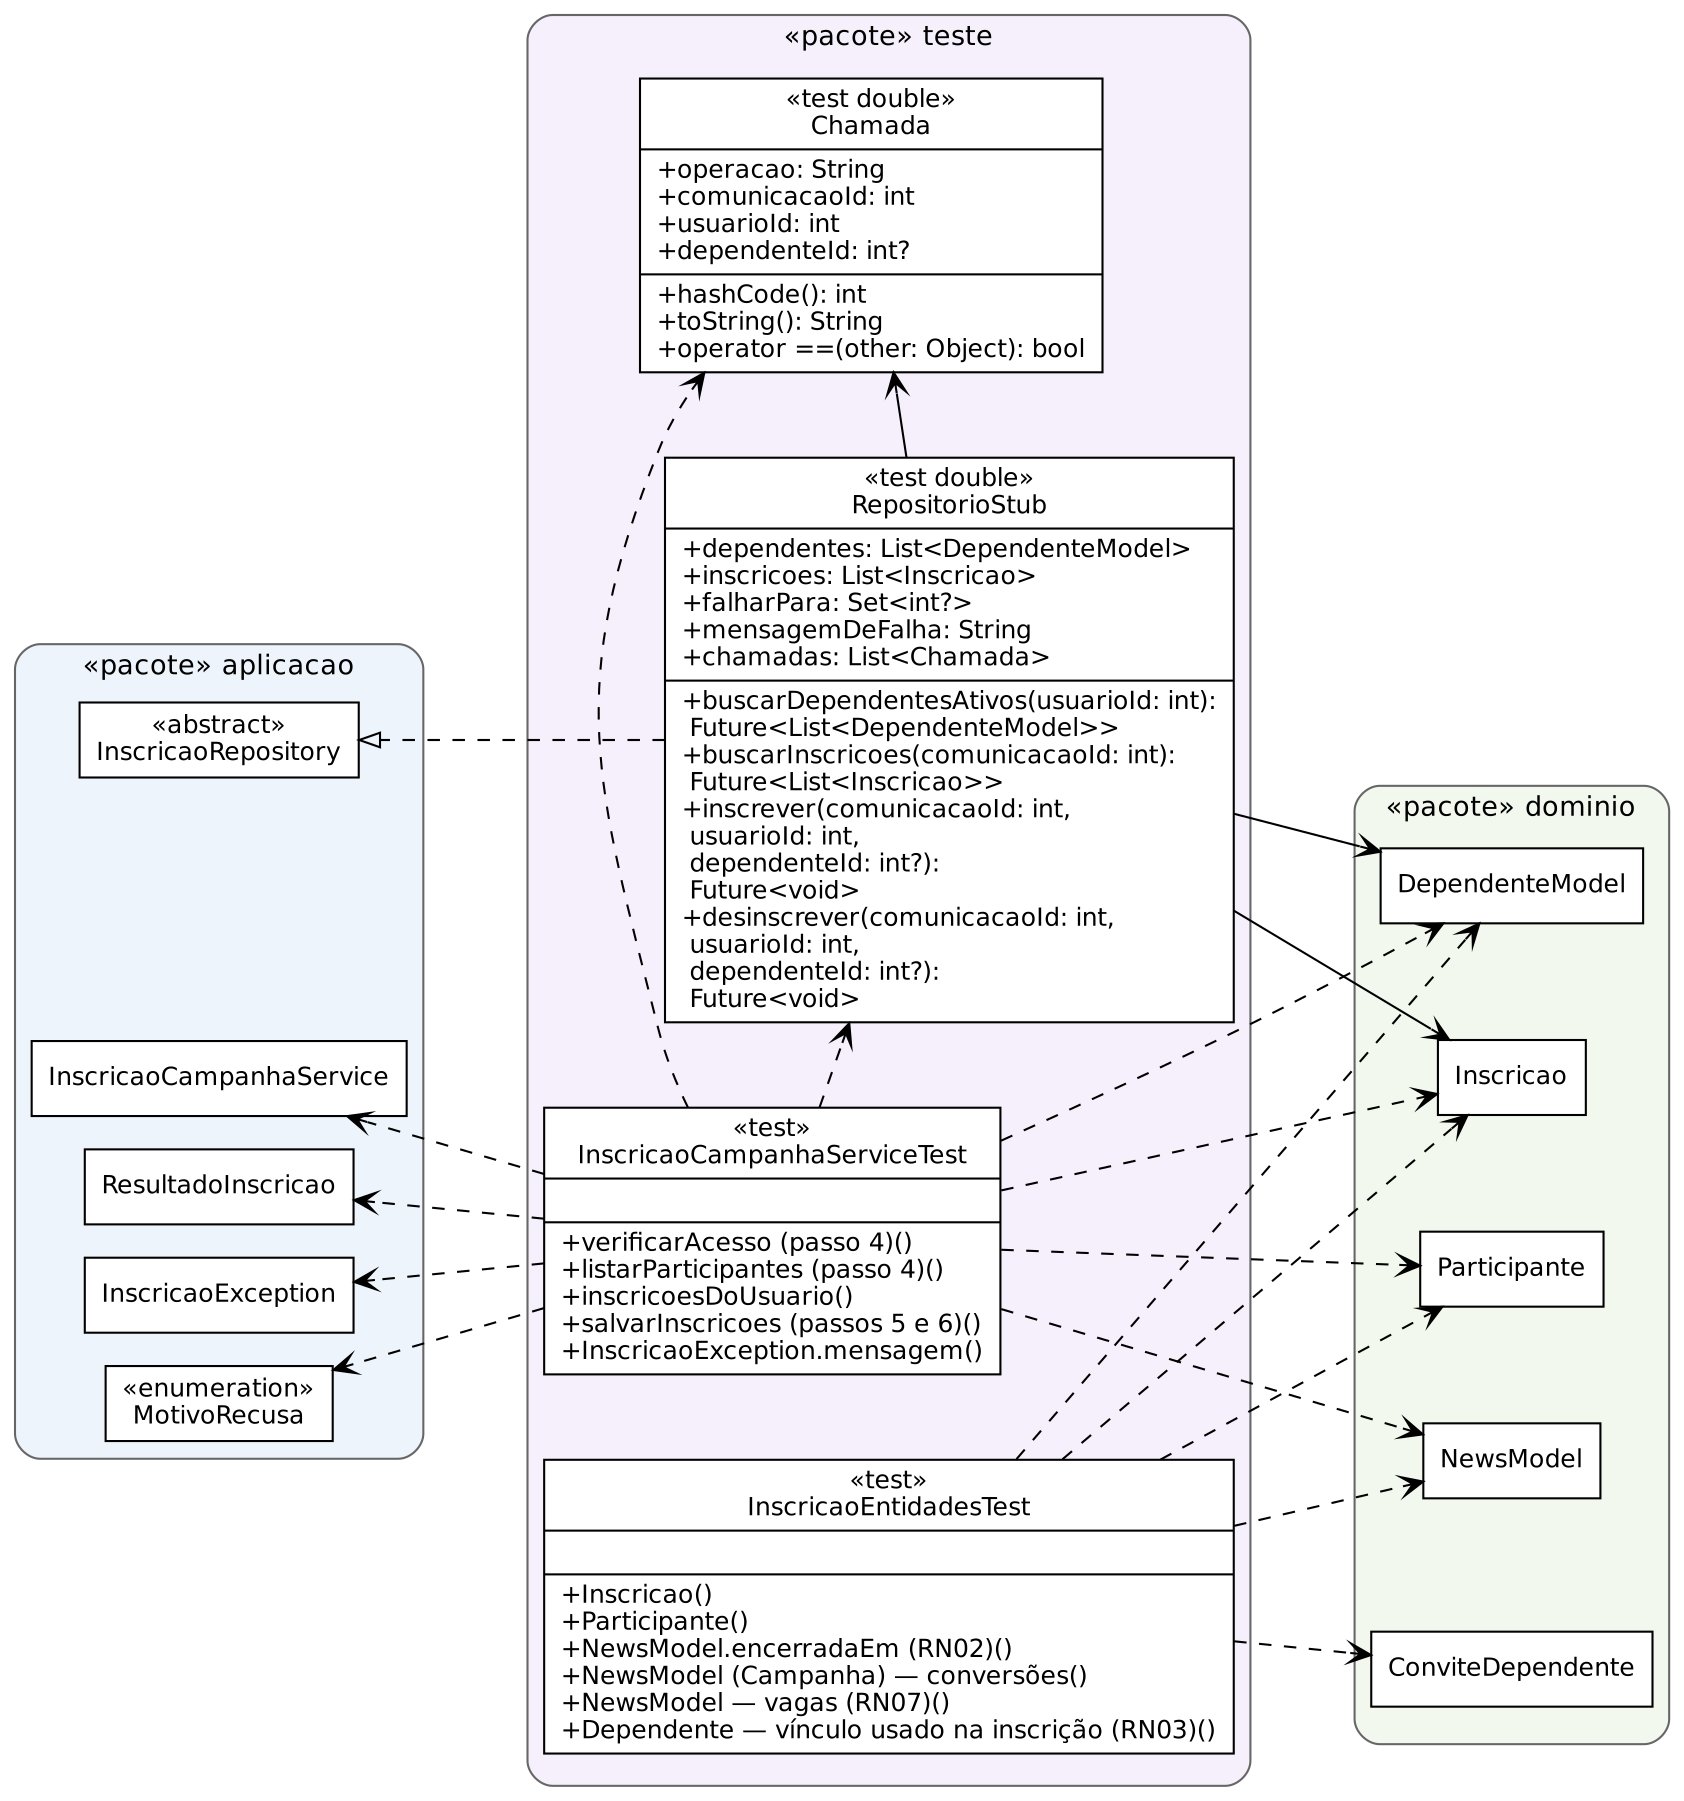 «pacote» teste
«test double»
Chamada
+operacao: String
+comunicacaoId: int
+usuarioId: int
+dependenteId: int?
+hashCode(): int
+toString(): String
+operator ==(other: Object): bool
«test double»
RepositorioStub
+dependentes: List<DependenteModel>
+inscricoes: List<Inscricao>
+falharPara: Set<int?>
+mensagemDeFalha: String
+chamadas: List<Chamada>
+buscarDependentesAtivos(usuarioId: int):
Future<List<DependenteModel>>
+buscarInscricoes(comunicacaoId: int):
Future<List<Inscricao>>
+inscrever(comunicacaoId: int,
usuarioId: int,
dependenteId: int?):
Future<void>
+desinscrever(comunicacaoId: int,
usuarioId: int,
dependenteId: int?):
Future<void>
«pacote» aplicacao
«abstract»
InscricaoRepository
InscricaoCampanhaService
ResultadoInscricao
InscricaoException
«enumeration»
MotivoRecusa
«test»
InscricaoCampanhaServiceTest
+verificarAcesso (passo 4)()
+listarParticipantes (passo 4)()
+inscricoesDoUsuario()
+salvarInscricoes (passos 5 e 6)()
+InscricaoException.mensagem()
«test»
InscricaoEntidadesTest
+Inscricao()
+Participante()
+NewsModel.encerradaEm (RN02)()
+NewsModel (Campanha) — conversões()
+NewsModel — vagas (RN07)()
+Dependente — vínculo usado na inscrição (RN03)()
«pacote» dominio
DependenteModel
Inscricao
Participante
NewsModel
ConviteDependente